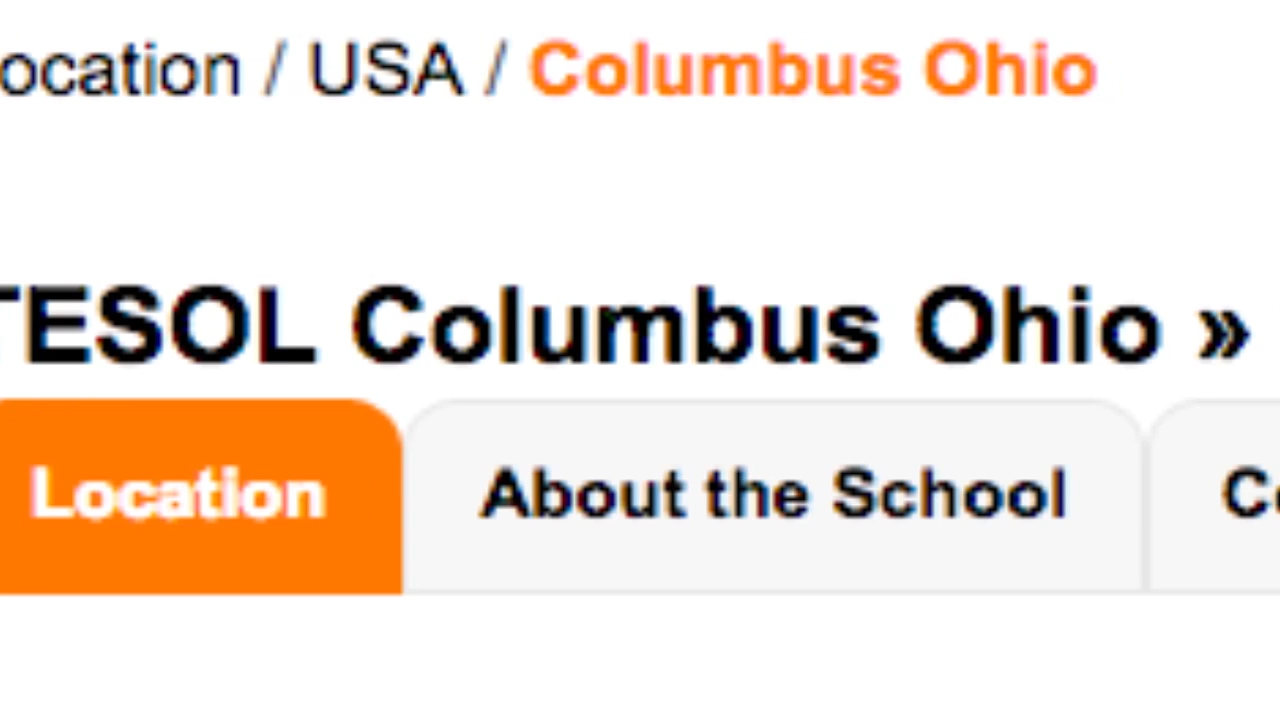 ocation / USA / Columbus Ohio
TESOL Columbus Ohio »
Location About the School